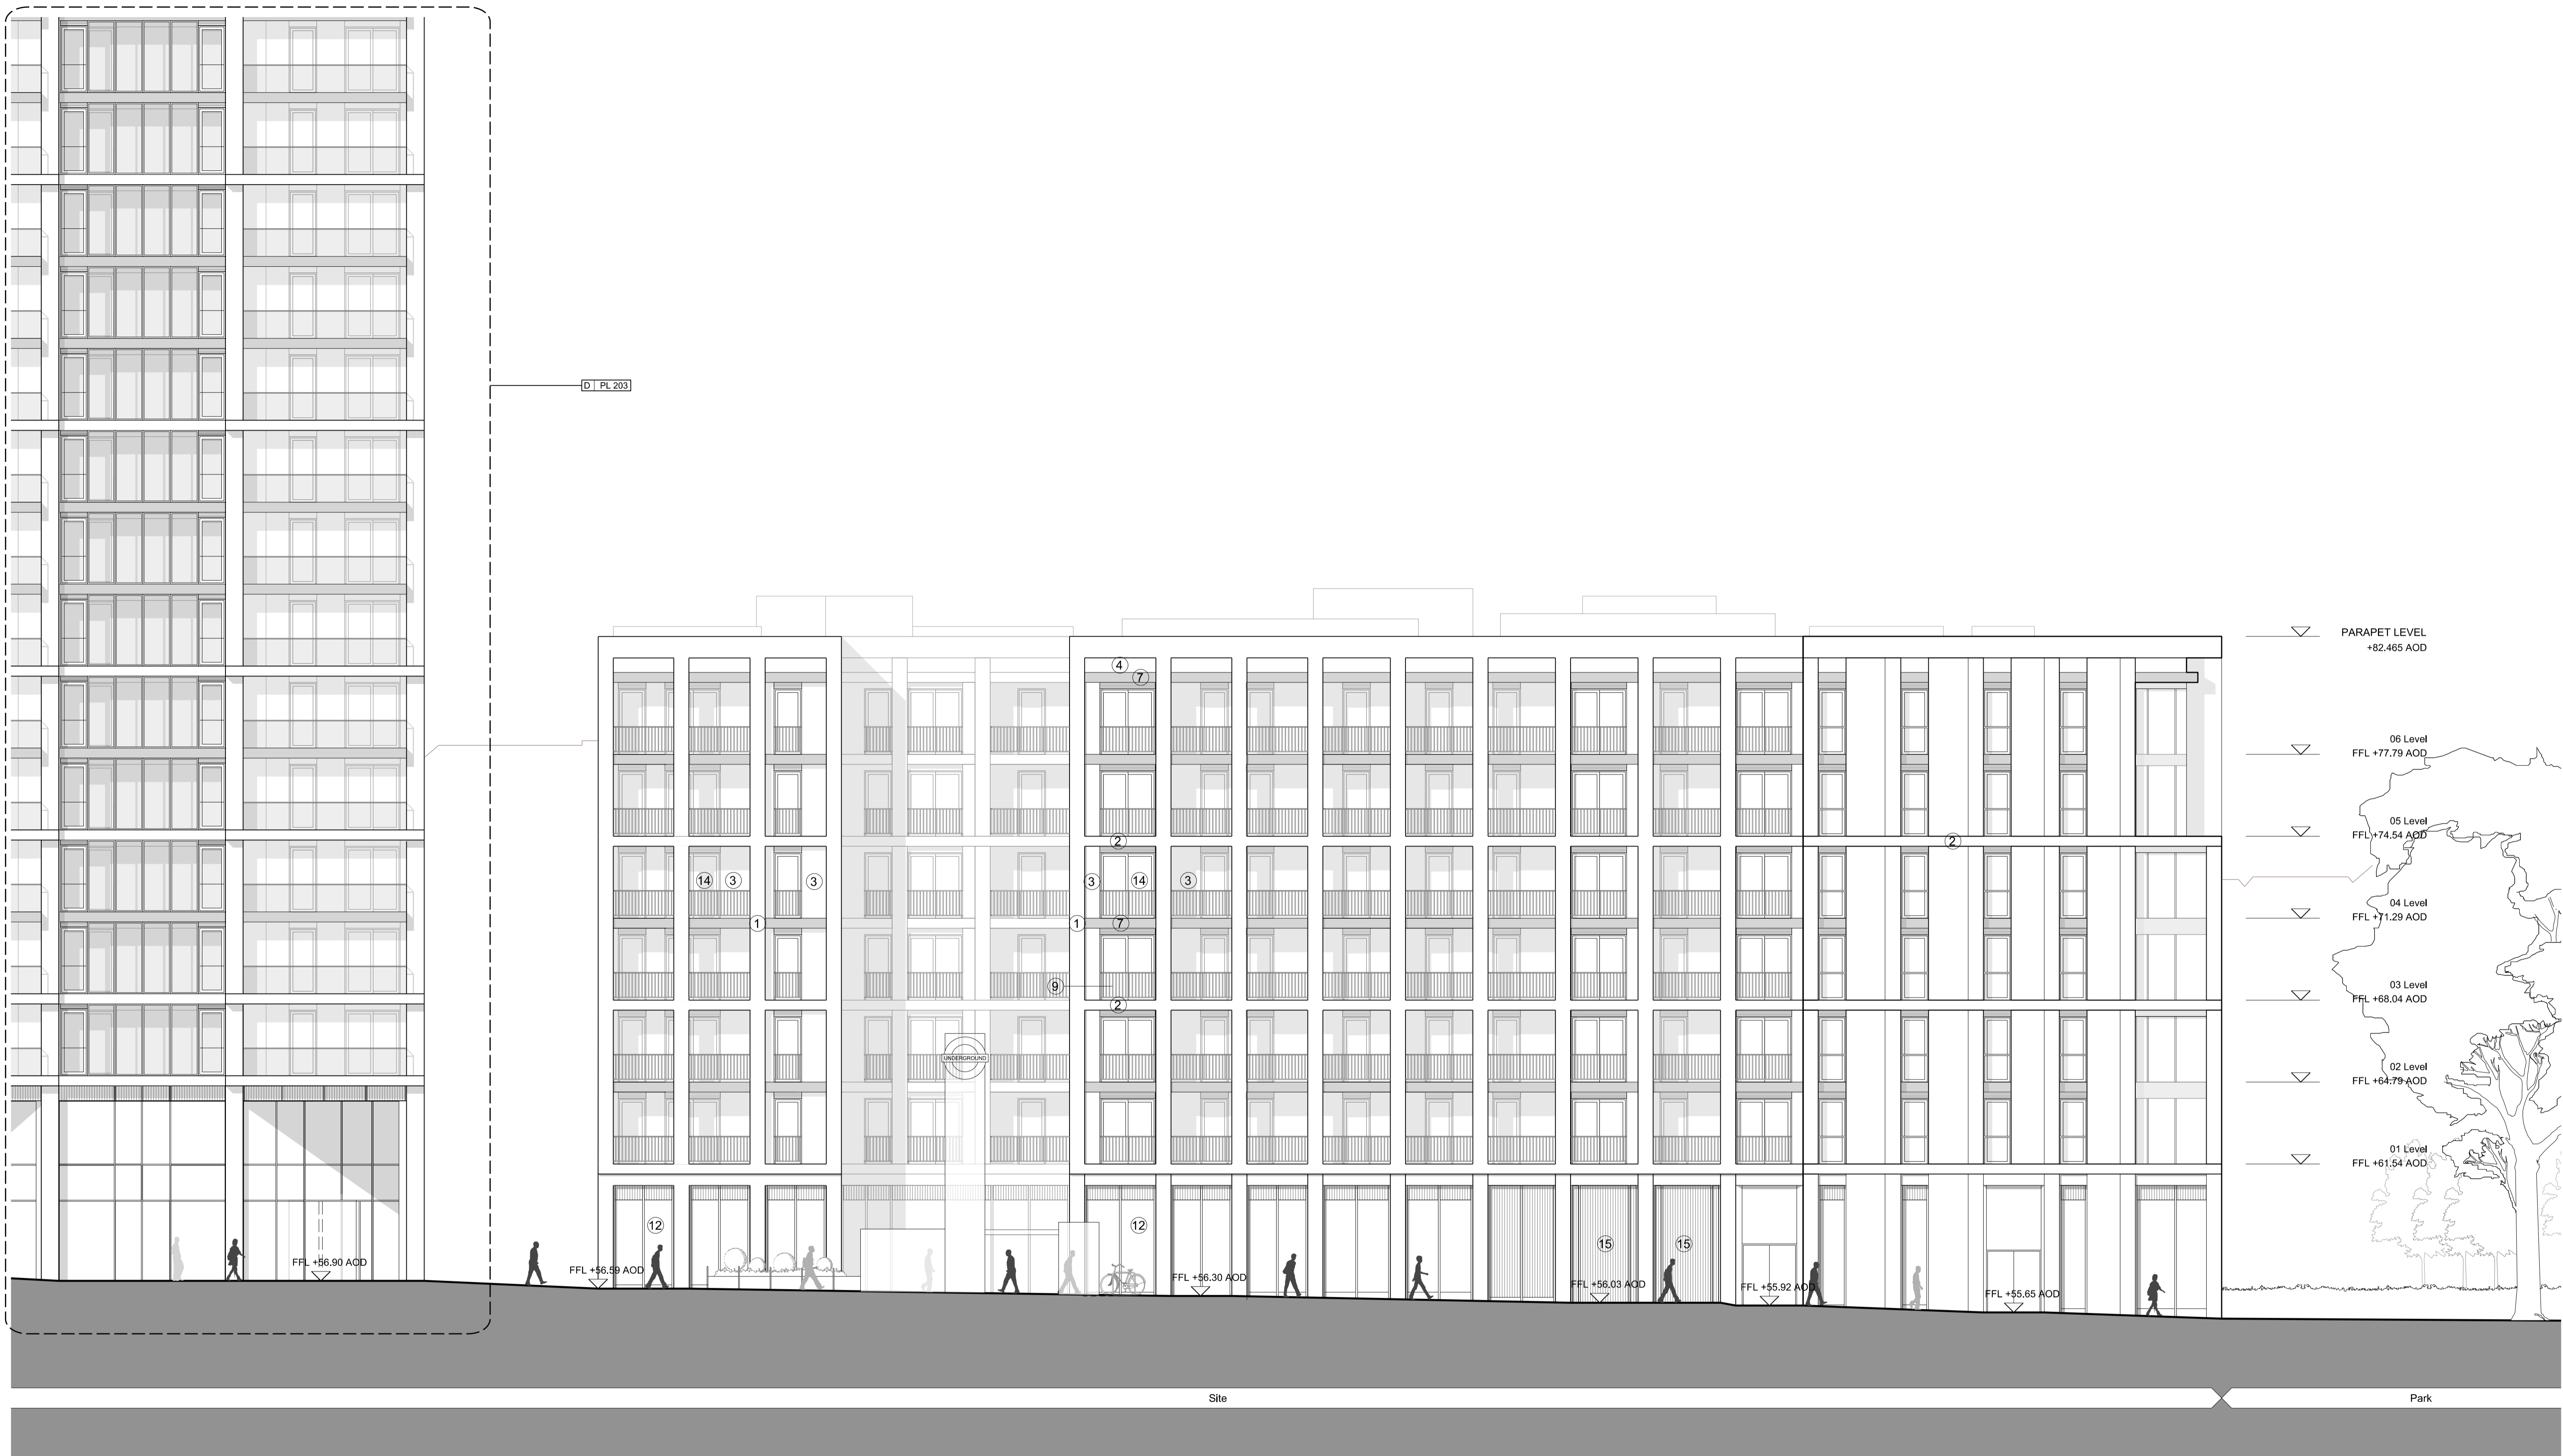 D PL 203
PARAPET LEVEL
+82.465 AOD
4
7
06 Level
FFL +77.79 AOD
05 Level
FFL +74.54 AOD
2
2
14
3
3
3
14
3
04 Level
FFL +71.29 AOD
1
1
7
9
03 Level
FFL +68.04 AOD
2
UNDERGROUND
02 Level
FFL +64.79 AOD
01 Level
FFL +61.54 AOD
12
12
15
15
FFL +56.90 AOD
FFL +56.59 AOD
FFL +56.30 AOD
FFL +56.03 AOD
FFL +55.92 AOD
FFL +55.65 AOD
Site
Park